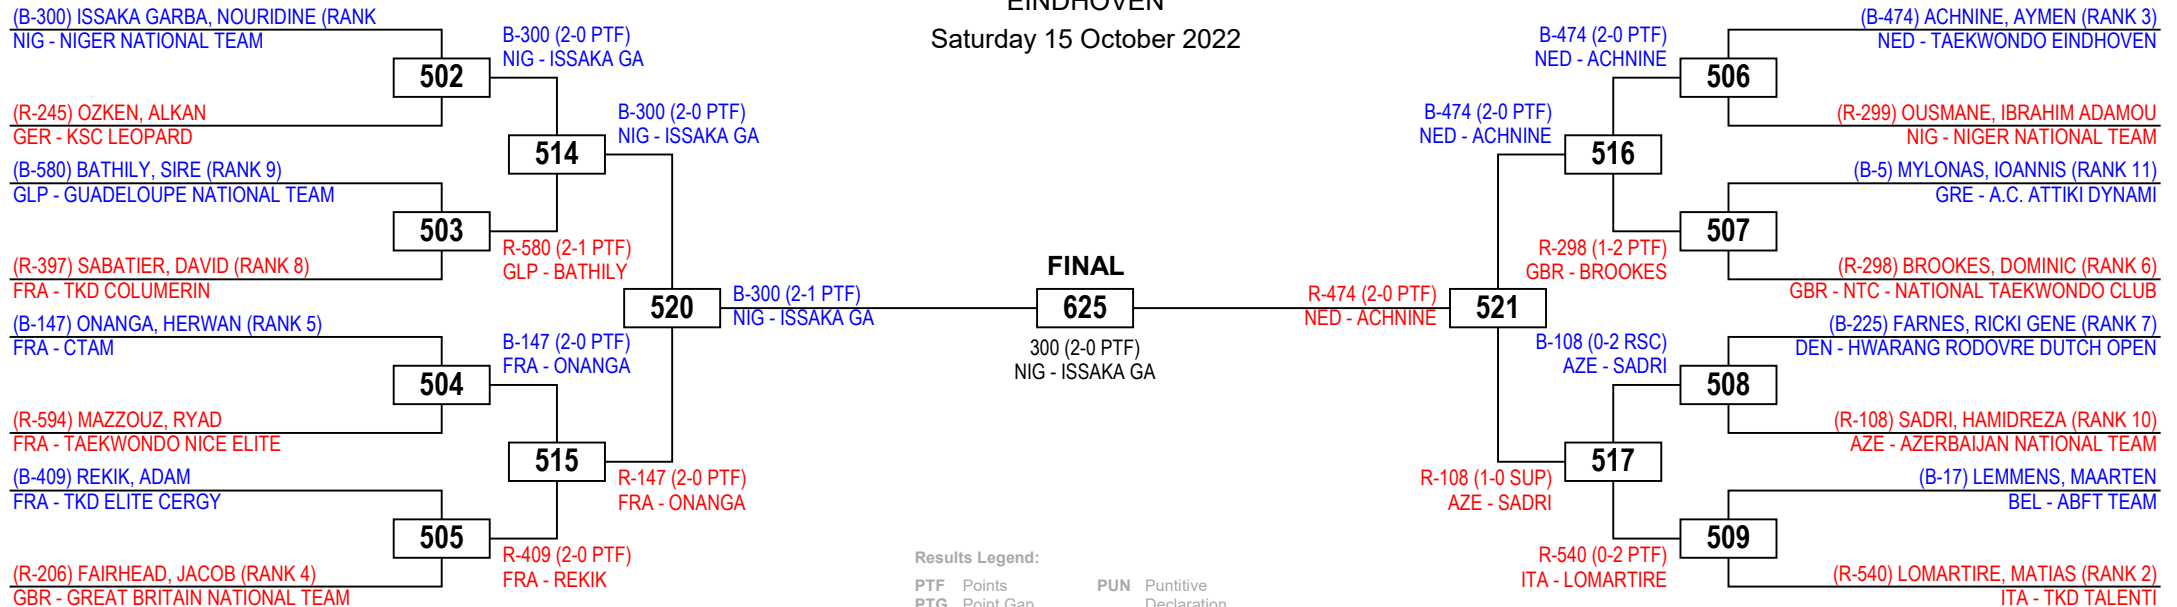 EINDHOVEN
Saturday 15 October 2022
(B-300) ISSAKA GARBA, NOURIDINE (RANK
NIG - NIGER NATIONAL TEAM
502
(R-245) OZKEN, ALKAN
GER - KSC LEOPARD
B-300 (2-0 PTF)
NIG - ISSAKA GA
514
(B-580) BATHILY, SIRE (RANK 9)
GLP - GUADELOUPE NATIONAL TEAM
503
(R-397) SABATIER, DAVID (RANK 8)
FRA - TKD COLUMERIN
R-580 (2-1 PTF)
GLP - BATHILY
B-300 (2-0 PTF)
NIG - ISSAKA GA
520
(B-147) ONANGA, HERWAN (RANK 5)
FRA - CTAM
504
(R-594) MAZZOUZ, RYAD
FRA - TAEKWONDO NICE ELITE
B-147 (2-0 PTF)
FRA - ONANGA
515
(B-409) REKIK, ADAM
FRA - TKD ELITE CERGY
505
(R-206) FAIRHEAD, JACOB (RANK 4)
GBR - GREAT BRITAIN NATIONAL TEAM
R-409 (2-0 PTF)
FRA - REKIK
R-147 (2-0 PTF)
FRA - ONANGA
B-300 (2-1 PTF)
NIG - ISSAKA GA
FINAL
625
300 (2-0 PTF)
NIG - ISSAKA GA
R-474 (2-0 PTF)
NED - ACHNINE
521
B-474 (2-0 PTF)
NED - ACHNINE
516
B-474 (2-0 PTF)
NED - ACHNINE
(B-474) ACHNINE, AYMEN (RANK 3)
NED - TAEKWONDO EINDHOVEN
506
(R-299) OUSMANE, IBRAHIM ADAMOU
NIG - NIGER NATIONAL TEAM
(B-5) MYLONAS, IOANNIS (RANK 11)
GRE - A.C. ATTIKI DYNAMI
507
R-298 (1-2 PTF)
GBR - BROOKES
(R-298) BROOKES, DOMINIC (RANK 6)
GBR - NTC - NATIONAL TAEKWONDO CLUB
(B-225) FARNES, RICKI GENE (RANK 7)
DEN - HWARANG RODOVRE DUTCH OPEN
B-108 (0-2 RSC)
AZE - SADRI
508
(R-108) SADRI, HAMIDREZA (RANK 10)
AZE - AZERBAIJAN NATIONAL TEAM
517
R-108 (1-0 SUP)
AZE - SADRI
(B-17) LEMMENS, MAARTEN
BEL - ABFT TEAM
509
R-540 (0-2 PTF)
ITA - LOMARTIRE
(R-540) LOMARTIRE, MATIAS (RANK 2)
ITA - TKD TALENTI
Results Legend:
PTF Points
PUN Puntitive
Declaration
PTG Point Gap